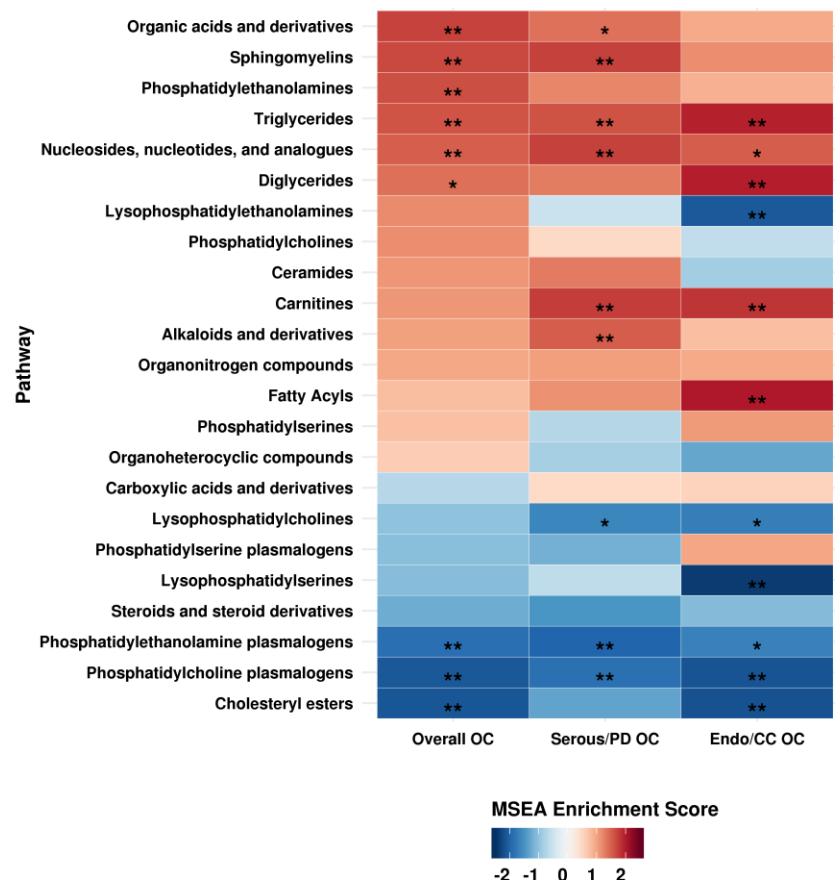 Pathway
Organic acids and derivatives ** *
Sphingomyelins ** **
Phosphatidylethanolamines **
Triglycerides ** ** **
Nucleosides, nucleotides, and analogues ** ** *
Diglycerides * **
Lysophosphatidylethanolamines **
Phosphatidylcholines
Ceramides
Carnitines ** **
Alkaloids and derivatives **
Organonitrogen compounds
Fatty Acyls **
Phosphatidylserines
Organoheterocyclic compounds
Carboxylic acids and derivatives
Lysophosphatidylcholines * *
Phosphatidylserine plasmalogens
Lysophosphatidylserines **
Steroids and steroid derivatives
Phosphatidylethanolamine plasmalogens ** ** *
Phosphatidylcholine plasmalogens ** ** **
Cholesteryl esters ** **
Overall OC Serous/PD OC Endo/CC OC
MSEA Enrichment Score
-2 -1 0 1 2